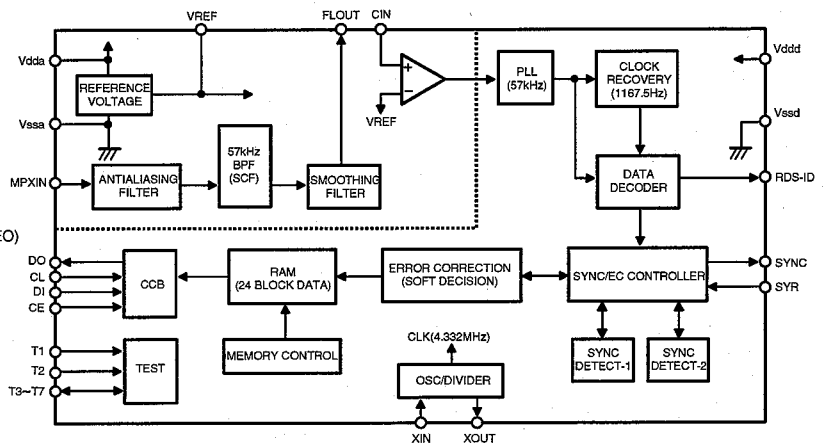 VREF
FLOUT
CIN
Vdda
REFERENCE
VOLTAGE
Vssa
VREF
PLL
(57kHz)
CLOCK
RECOVERY
(1167.5Hz)
Vddd
Vssd
MPXIN
ANTIALIASING
FILTER
57kHz
BPF
(SCF)
SMOOTHING
FILTER
DATA
DECODER
RDS-ID
EO)
DO
CL
DI
CE
CCB
RAM
(24 BLOCK DATA)
ERROR CORRECTION
(SOFT DECISION)
SYNC/EC CONTROLLER
SYNC
SYR
T1
T2
T3~T7
TEST
MEMORY CONTROL
CLK(4.332MHz)
OSC/DIVIDER
SYNC
DETECT-1
SYNC
DETECT-2
XIN
XOUT